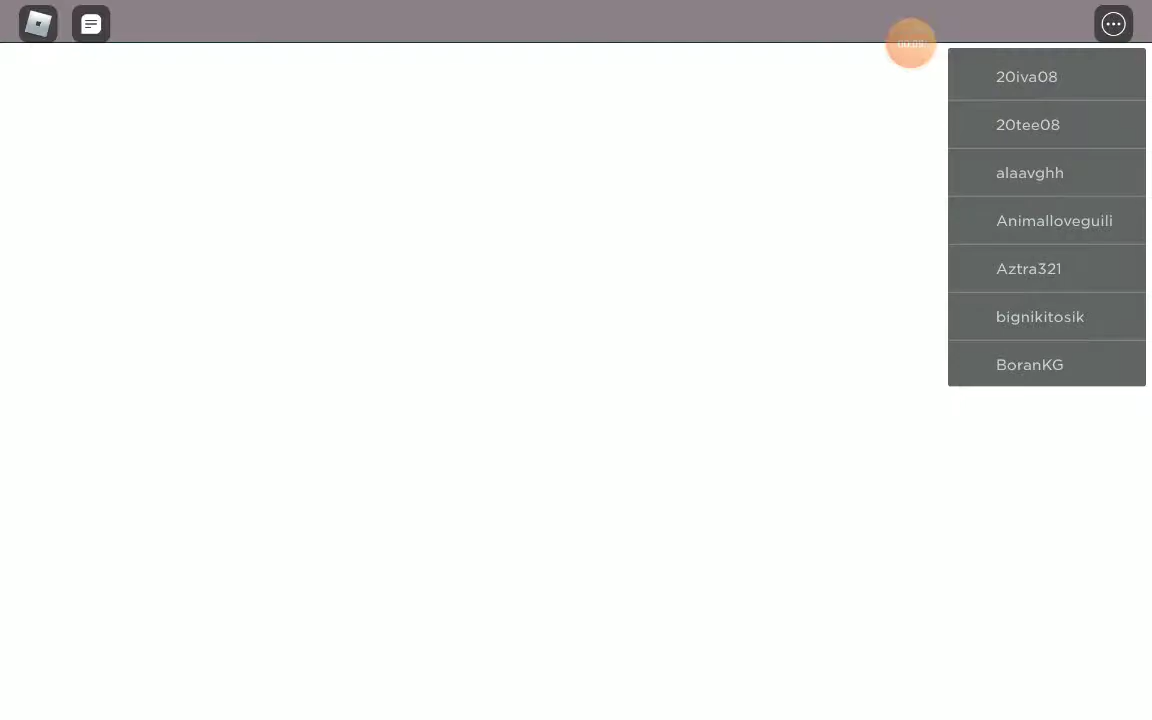 20iva08
20tee08
alaavghh
Animalloveguili
Aztra321
bignikitosik
BoranKG